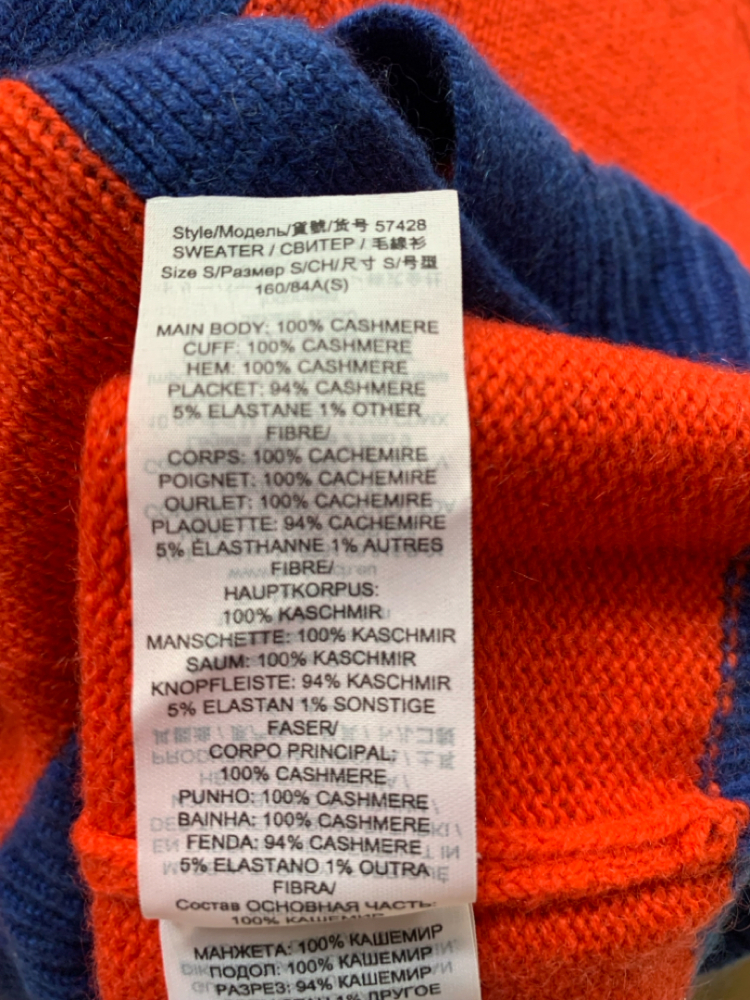 Style/Модель/貨號/货号 57428
SWEATER / СВИТЕР / 毛線衫
Size S/Размер S/CH/尺寸 S/号型
160/84A(S)
MAIN BODY: 100% CASHMERE
CUFF: 100% CASHMERE
HEM: 100% CASHMERE
PLACKET: 94% CASHMERE
5% ELASTANE 1% OTHER
FIBRE/
CORPS: 100% CACHEMIRE
POIGNET: 100% CACHEMIRE
OURLET: 100% CACHEMIRE
PLAQUETTE: 94% CACHEMIRE
5% ÉLASTHANNE 1% AUTRES
FIBRE/
HAUPTKORPUS:
100% KASCHMIR
MANSCHETTE: 100% KASCHMIR
SAUM: 100% KASCHMIR
KNOPFLEISTE: 94% KASCHMIR
5% ELASTAN 1% SONSTIGE
FASER/
CORPO PRINCIPAL:
100% CASHMERE
PUNHO: 100% CASHMERE
BAINHA: 100% CASHMERE
FENDA: 94% CASHMERE
5% ELASTANO 1% OUTRA
FIBRA/
Состав ОСНОВНАЯ ЧАСТЬ:
100% КАШЕМИР
МАНЖЕТА: 100% КАШЕМИР
ПОДОЛ: 100% КАШЕМИР
РАЗРЕЗ: 94% КАШЕМИР
1% ДРУГОЕ